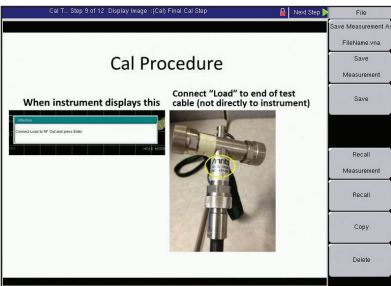 Cal T... Step 9 of 12 Display Image :(Cal) Final Cal Step
Next Step
File
Save Measurement As
FileName.vna
Save
Measurement
Save
Recall
Measurement
Recall
Copy
Delete
Cal Procedure
When instrument displays this
Connect Load to RF Out and press Enter
Connect “Load” to end of test
cable (not directly to instrument)